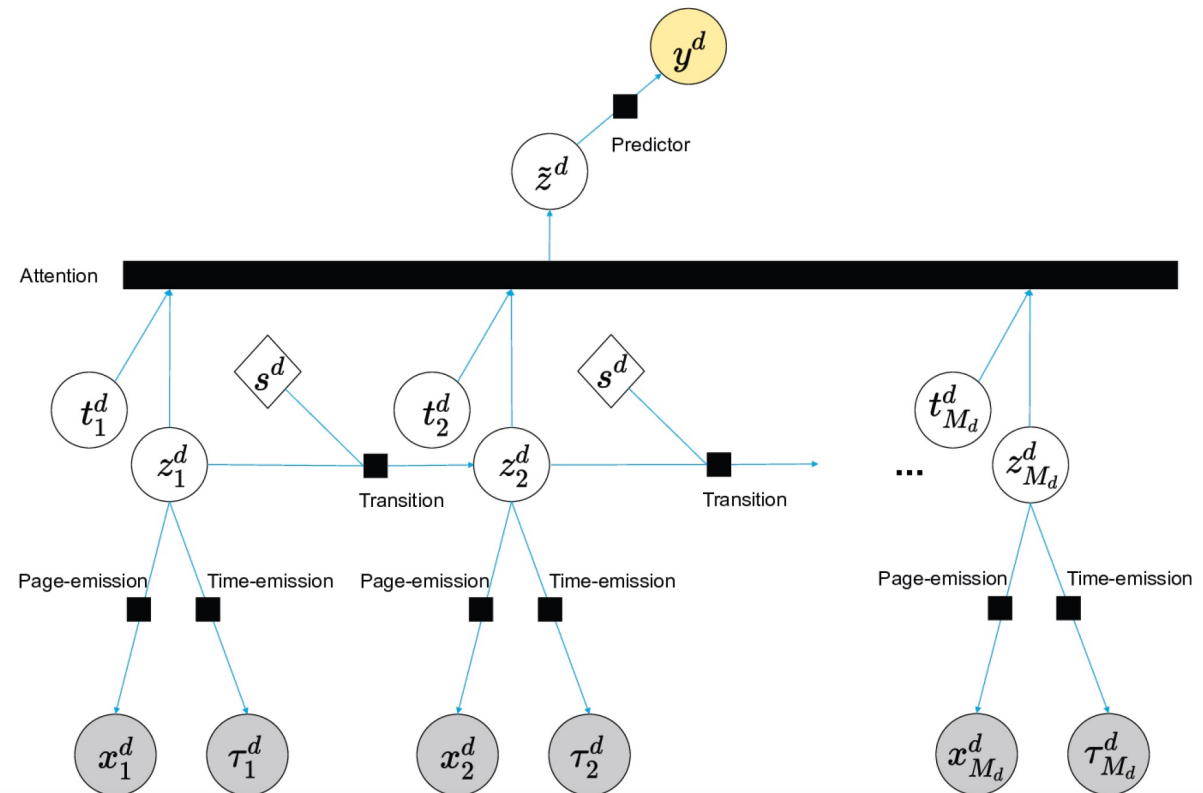 y^d
Predictor
z̃^d
Attention
s^d
s^d
t_1^d
t_2^d
t_{M_d}^d
z_1^d
z_2^d
...
z_{M_d}^d
Transition
Transition
Page-emission
Time-emission
Page-emission
Time-emission
Page-emission
Time-emission
x_1^d
τ_1^d
x_2^d
τ_2^d
x_{M_d}^d
τ_{M_d}^d